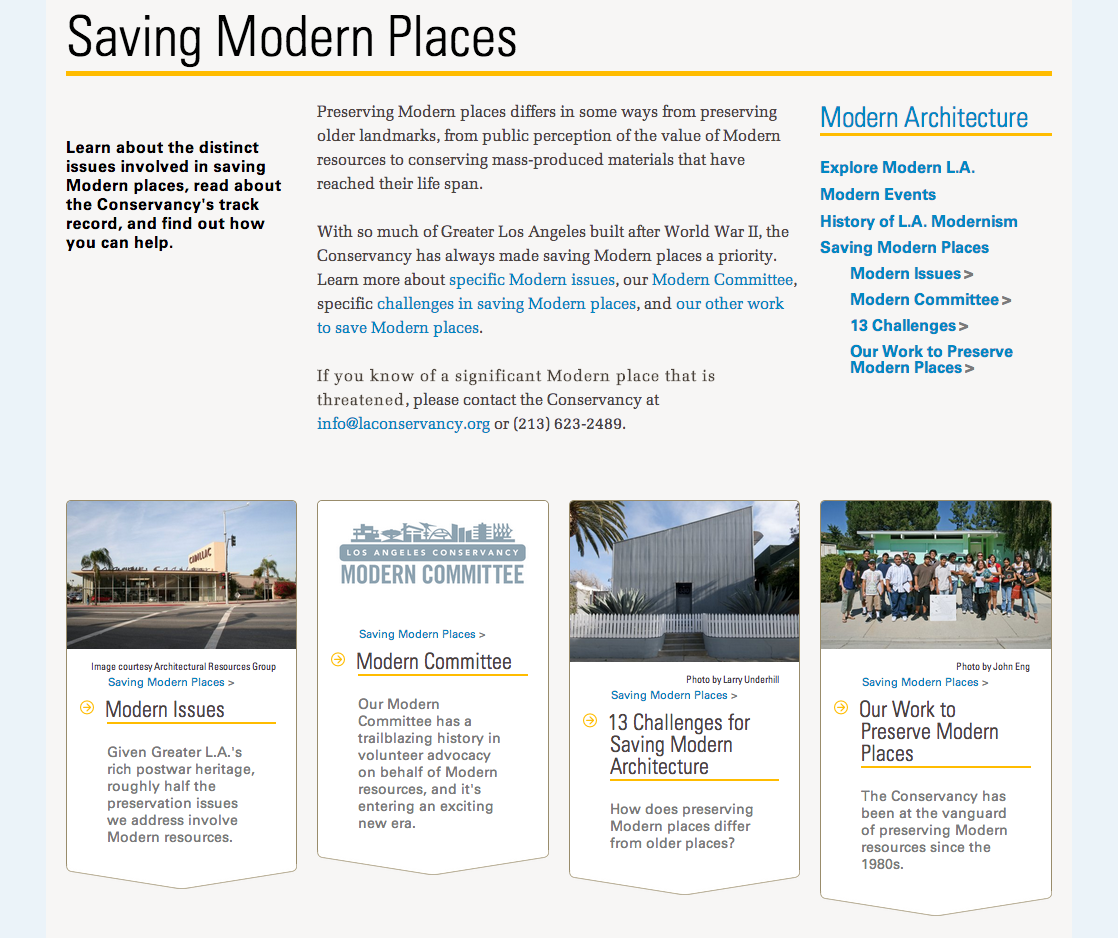 Saving Modern Places
Learn about the distinct
issues involved in saving
Modern places, read about
the Conservancy's track
record, and find out how
you can help.
Preserving Modern places differs in some ways from preserving
older landmarks, from public perception of the value of Modern
resources to conserving mass-produced materials that have
reached their life span.
With so much of Greater Los Angeles built after World War II, the
Conservancy has always made saving Modern places a priority.
Learn more about specific Modern issues, our Modern Committee,
specific challenges in saving Modern places, and our other work
to save Modern places.
If you know of a significant Modern place that is
threatened, please contact the Conservancy at
info@laconservancy.org or (213) 623-2489.
Modern Architecture
Explore Modern L.A.
Modern Events
History of L.A. Modernism
Saving Modern Places
Modern Issues >
Modern Committee >
13 Challenges >
Our Work to Preserve
Modern Places >
CADILLAC
Image courtesy Architectural Resources Group
Saving Modern Places >
Modern Issues
Given Greater L.A.'s
rich postwar heritage,
roughly half the
preservation issues
we address involve
Modern resources.
LOS ANGELES CONSERVANCY
MODERN COMMITTEE
Saving Modern Places >
Modern Committee
Our Modern
Committee has a
trailblazing history in
volunteer advocacy
on behalf of Modern
resources, and it's
entering an exciting
new era.
Photo by Larry Underhill
Saving Modern Places >
13 Challenges for
Saving Modern
Architecture
How does preserving
Modern places differ
from older places?
Photo by John Eng
Saving Modern Places >
Our Work to
Preserve Modern
Places
The Conservancy has
been at the vanguard
of preserving Modern
resources since the
1980s.